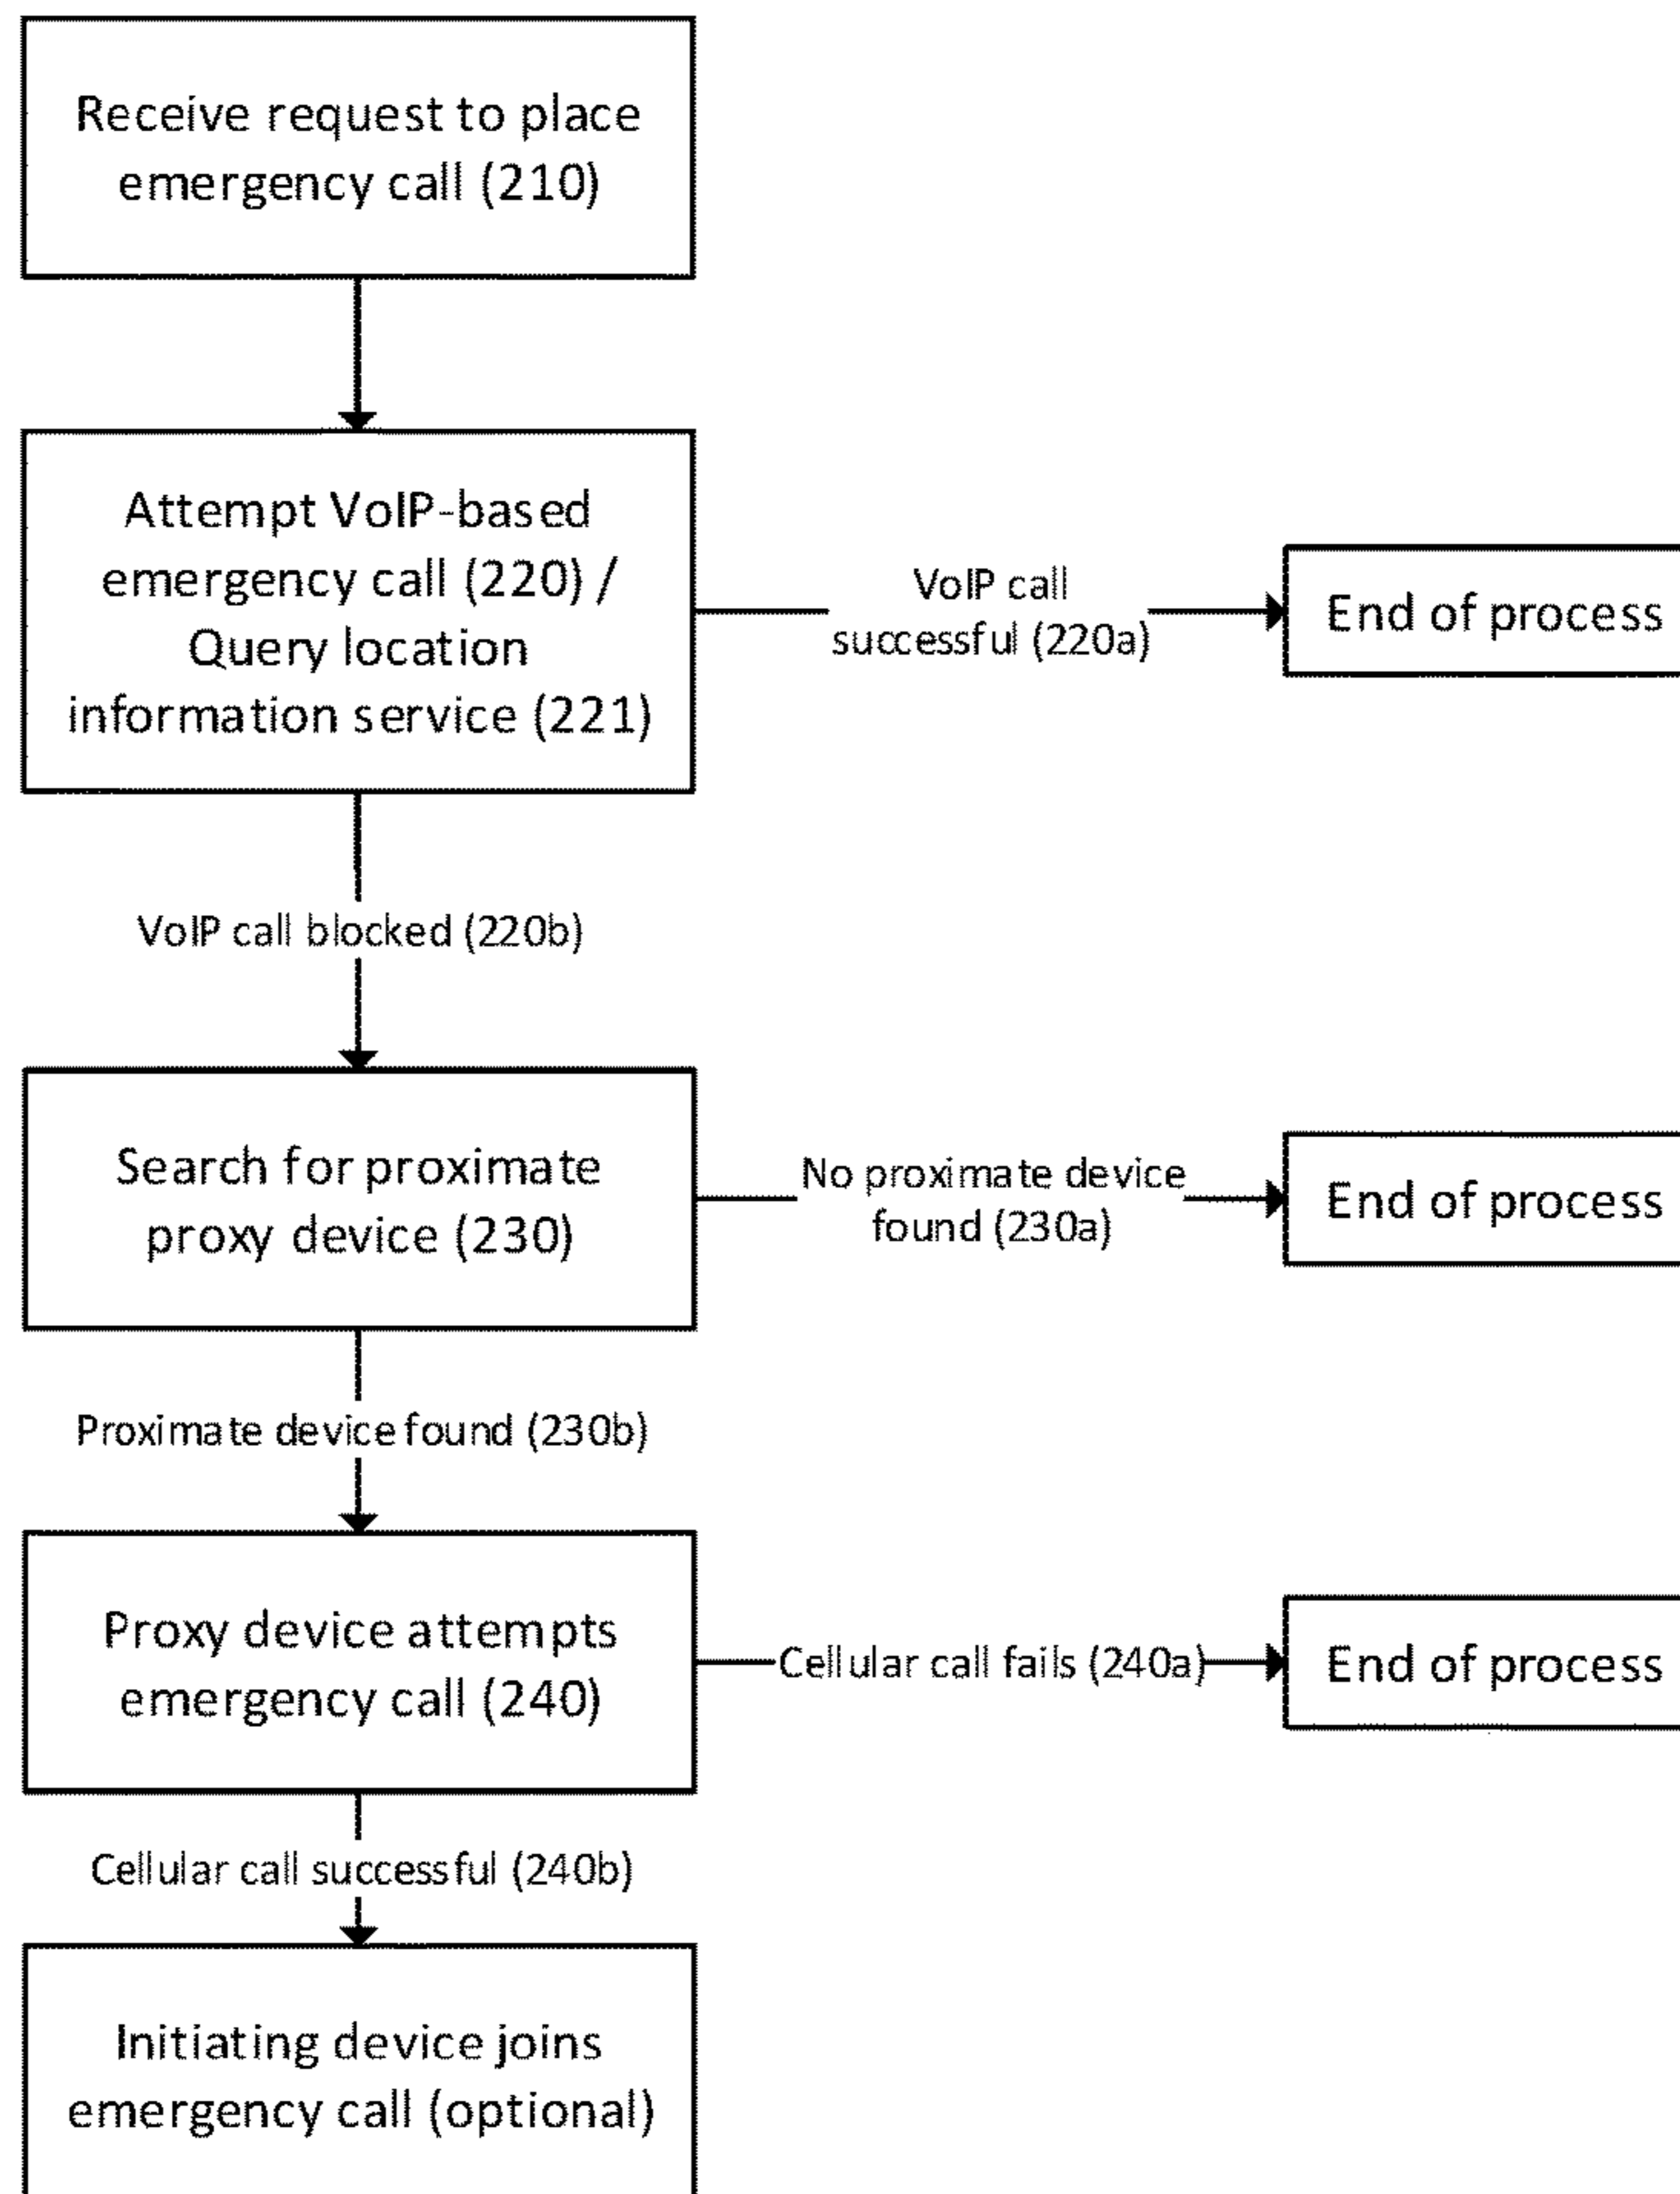 Receive request to place
emergency call (210)
Attempt VoIP-based
emergency call (220) /
Query location
information service (221)
VoIP call
successful (220a)
End of process
VoIP call blocked (220b)
Search for proximate
proxy device (230)
No proximate device
found (230a)
End of process
Proximate device found (230b)
Proxy device attempts
emergency call (240)
Cellular call fails (240a)
End of process
Cellular call successful (240b)
Initiating device joins
emergency call (optional)